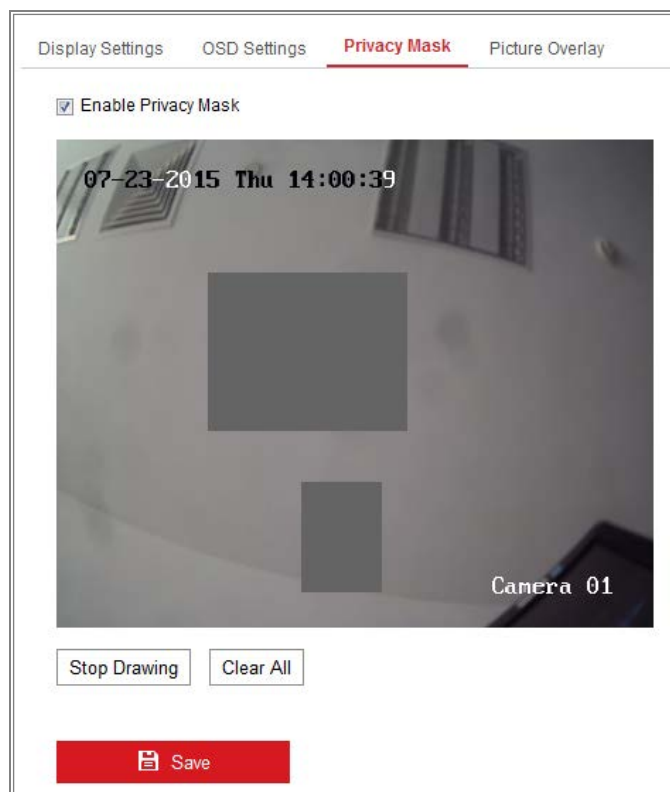 Display Settings OSD Settings Privacy Mask Picture Overlay
Enable Privacy Mask
07-23-2015 Thu 14:00:39
Camera 01
Stop Drawing Clear All
Save